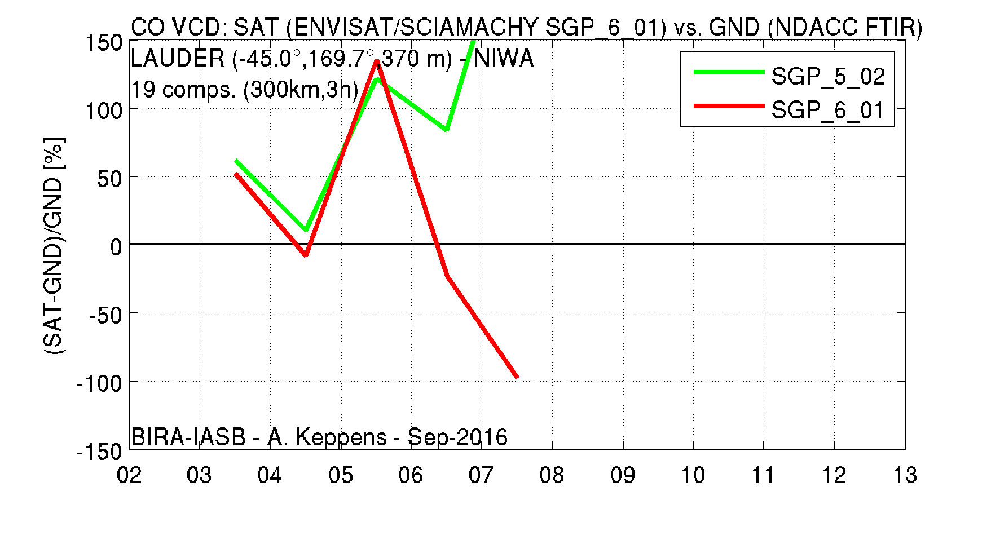 CO VCD: SAT (ENVISAT/SCIAMACHY SGP_6_01) vs. GND (NDACC FTIR)
LAUDER (-45.0°,169.7°,370 m) - NIWA
19 comps. (300km,3h)
SGP_5_02
SGP_6_01
(SAT-GND)/GND [%]
150
100
50
0
-50
-100
-150
BIRA-IASB - A. Keppens - Sep-2016
02 03 04 05 06 07 08 09 10 11 12 13